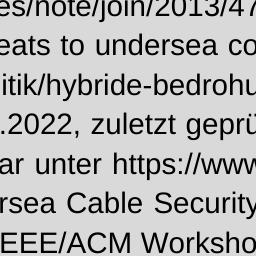 es/note/join/2013/47
eats to undersea co
itik/hybride-bedrohu
.2022, zuletzt geprü
ar unter https://www
rsea Cable Security
EEE/ACM Worksho